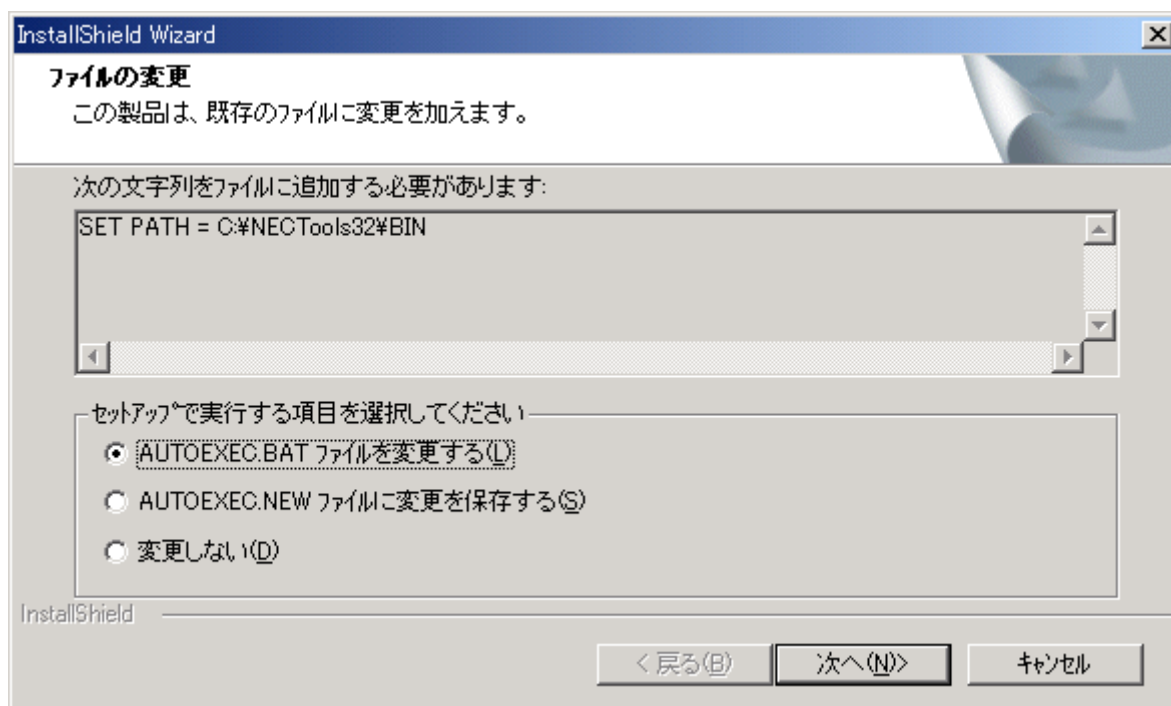 InstallShield Wizard
ファイルの変更
この製品は、既存のファイルに変更を加えます。
次の文字列をファイルに追加する必要があります:
SET PATH = C:¥NECTools32¥BIN
セットアップで実行する項目を選択してください
AUTOEXEC.BAT ファイルを変更する(L)
AUTOEXEC.NEW ファイルに変更を保存する(S)
変更しない(D)
InstallShield
< 戻る(B)
次へ(N)>
キャンセル